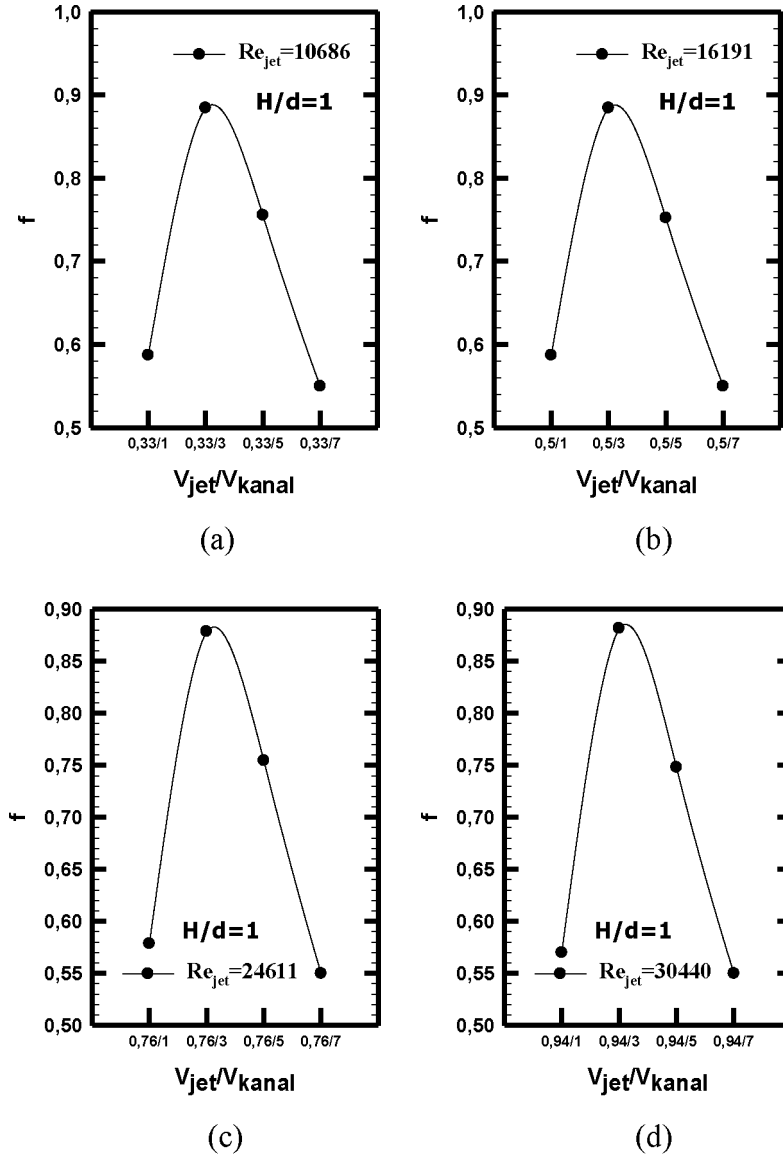 1,0
0,9
0,8
0,7
0,6
0,5
f
Re_jet=10686
H/d=1
0,33/1 0,33/3 0,33/5 0,33/7
V_jet/V_kanal
(a)
1,0
0,9
0,8
0,7
0,6
0,5
f
Re_jet=16191
H/d=1
0,5/1 0,5/3 0,5/5 0,5/7
V_jet/V_kanal
(b)
0,90
0,85
0,80
0,75
0,70
0,65
0,60
0,55
0,50
f
H/d=1
Re_jet=24611
0,76/1 0,76/3 0,76/5 0,76/7
V_jet/V_kanal
(c)
0,90
0,85
0,80
0,75
0,70
0,65
0,60
0,55
0,50
f
H/d=1
Re_jet=30440
0,94/1 0,94/3 0,94/5 0,94/7
V_jet/V_kanal
(d)